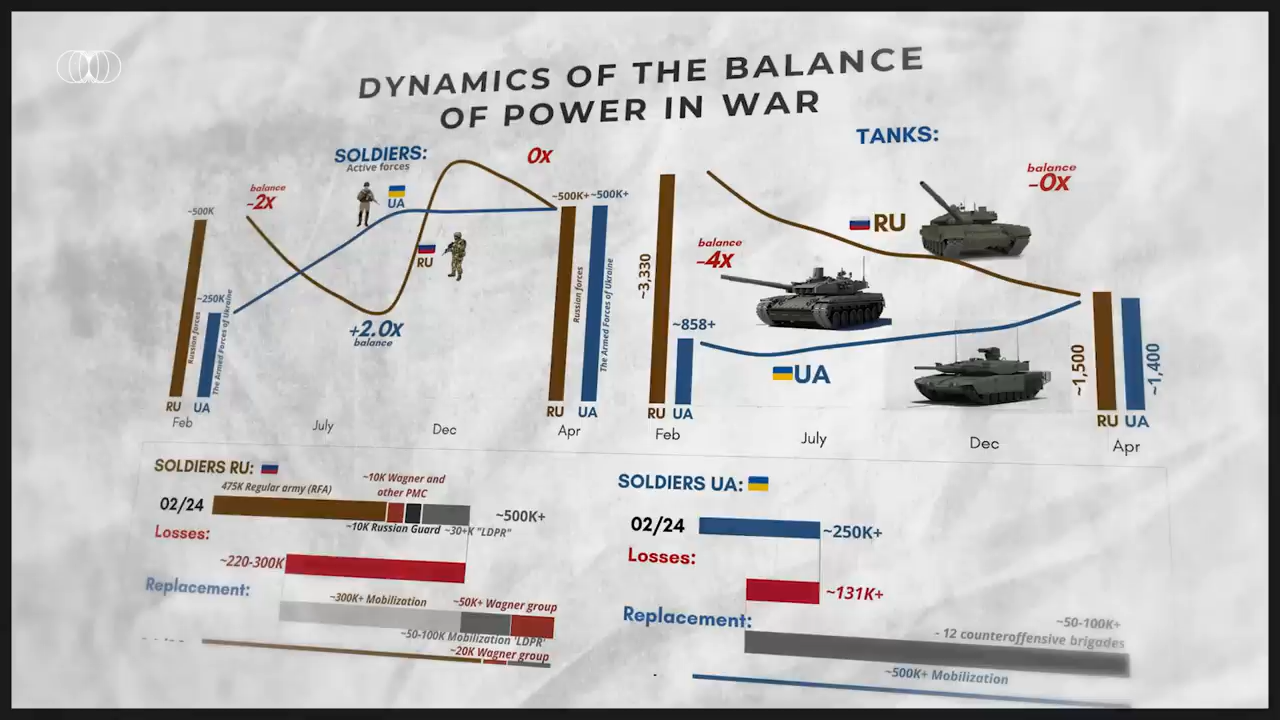 DYNAMICS OF THE BALANCE
OF POWER IN WAR
SOLDIERS:
Active forces
balance
-2x
0x
UA
RU
+2.0x
balance
~500K
~250K
Russian forces
The Armed Forces of Ukraine
RU UA
Feb
July
Dec
~500K+
~500K+
Russian forces
The Armed Forces of Ukraine
RU UA
Apr
TANKS:
balance
-0x
RU
balance
-4x
~3,330
~858+
UA
RU UA
Feb
July
Dec
~1,500
~1,400
RU UA
Apr
SOLDIERS RU:
475K Regular army (RFA)
~10K Wagner and
other PMC
02/24
~500K+
~10K Russian Guard
~30+K "LDPR"
Losses:
~220-300K
Replacement:
~300K+ Mobilization
~50K+ Wagner group
~50-100K Mobilization 'LDPR'
~20K Wagner group
SOLDIERS UA:
02/24
~250K+
Losses:
~131K+
Replacement:
~50-100K+
- 12 counteroffensive brigades
~500K+ Mobilization